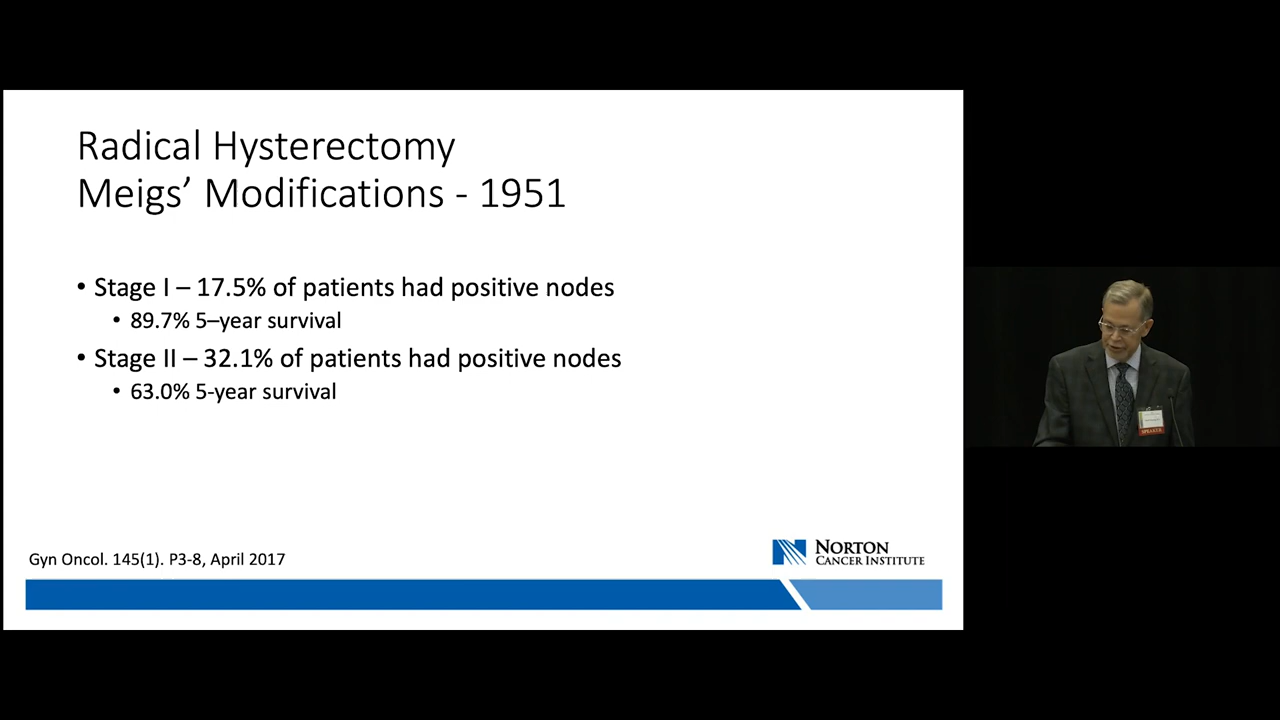 Radical Hysterectomy
Meigs’ Modifications - 1951
• Stage I – 17.5% of patients had positive nodes
• 89.7% 5–year survival
• Stage II – 32.1% of patients had positive nodes
• 63.0% 5-year survival
Gyn Oncol. 145(1). P3-8, April 2017
NORTON
CANCER INSTITUTE
SPEAKER